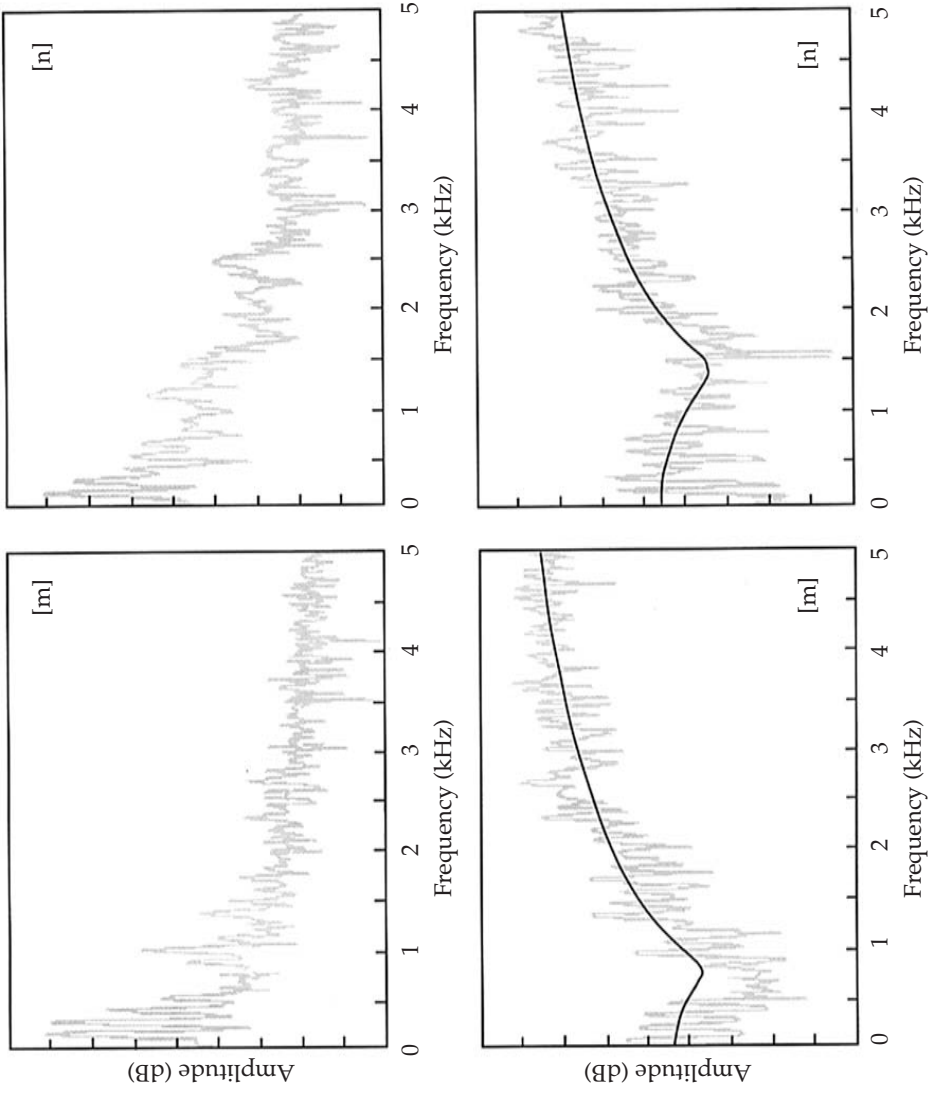 [m]
[n]
Amplitude (dB)
0 1 2 3 4 5
0 1 2 3 4 5
Frequency (kHz)
Frequency (kHz)
[m]
[n]
Amplitude (dB)
0 1 2 3 4 5
0 1 2 3 4 5
Frequency (kHz)
Frequency (kHz)